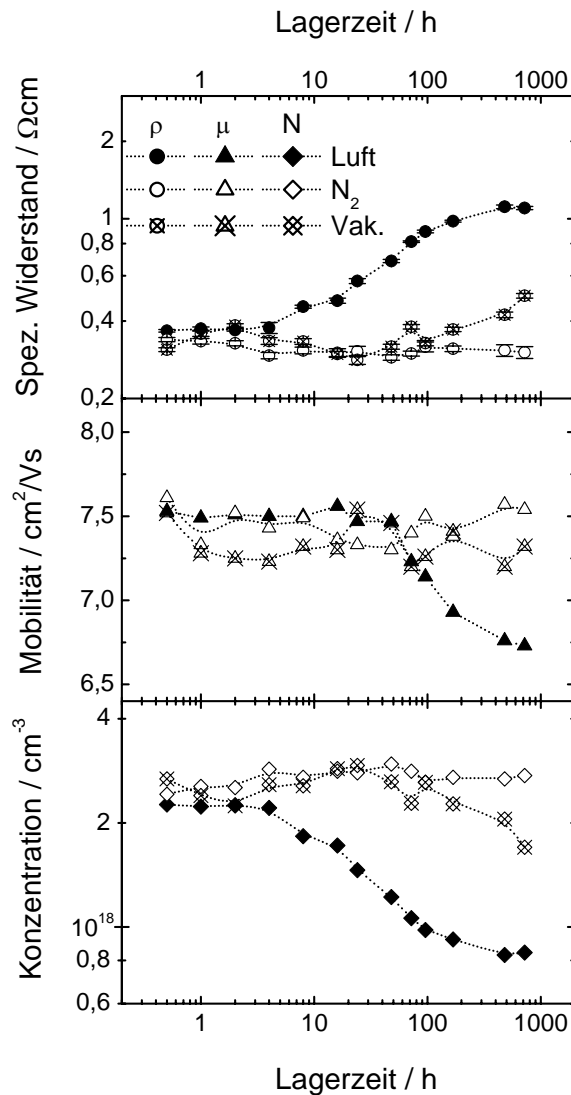 Lagerzeit / h
1 10 100 1000
Spez. Widerstand / Ωcm
2
1
0,8
0,6
0,4
0,2
ρ μ N
Luft
N₂
Vak.
Mobilität / cm²/Vs
8,0
7,5
7,0
6,5
Konzentration / cm⁻³
4
2
10¹⁸
0,8
0,6
1 10 100 1000
Lagerzeit / h